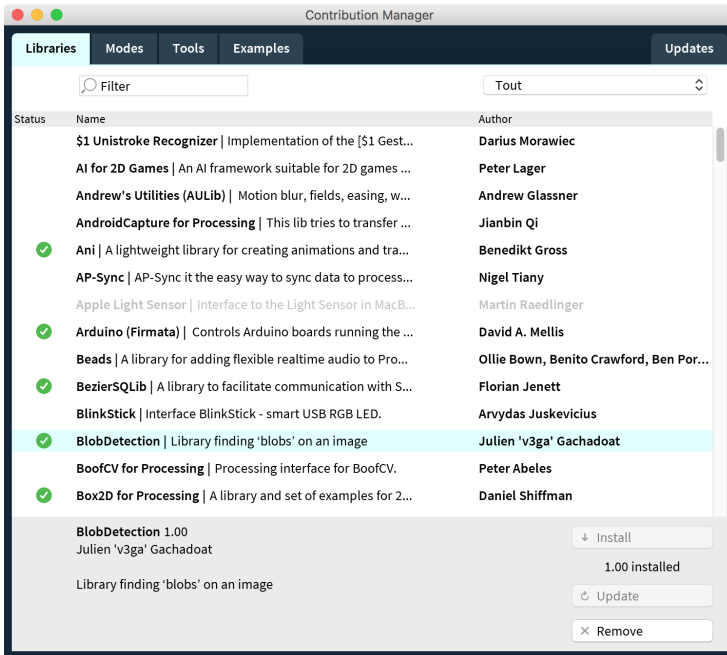 Contribution Manager
Libraries Modes Tools Examples Updates
Filter Tout
Status Name Author
$1 Unistroke Recognizer | Implementation of the [$1 Gest... Darius Morawiec
AI for 2D Games | An AI framework suitable for 2D games ... Peter Lager
Andrew's Utilities (AULib) | Motion blur, fields, easing, w... Andrew Glassner
AndroidCapture for Processing | This lib tries to transfer ... Jianbin Qi
Ani | A lightweight library for creating animations and tra... Benedikt Gross
AP-Sync | AP-Sync it the easy way to sync data to process... Nigel Tiany
Apple Light Sensor | Interface to the Light Sensor in MacB... Martin Raedlinger
Arduino (Firmata) | Controls Arduino boards running the ... David A. Mellis
Beads | A library for adding flexible realtime audio to Pro... Ollie Bown, Benito Crawford, Ben Por...
BezierSQLib | A library to facilitate communication with S... Florian Jenett
BlinkStick | Interface BlinkStick - smart USB RGB LED. Arvydas Juskevicius
BlobDetection | Library finding ‘blobs’ on an image Julien 'v3ga' Gachadoat
BoofCV for Processing | Processing interface for BoofCV. Peter Abeles
Box2D for Processing | A library and set of examples for 2... Daniel Shiffman
BlobDetection 1.00
Julien 'v3ga' Gachadoat
Library finding ‘blobs’ on an image
Install
1.00 installed
Update
Remove